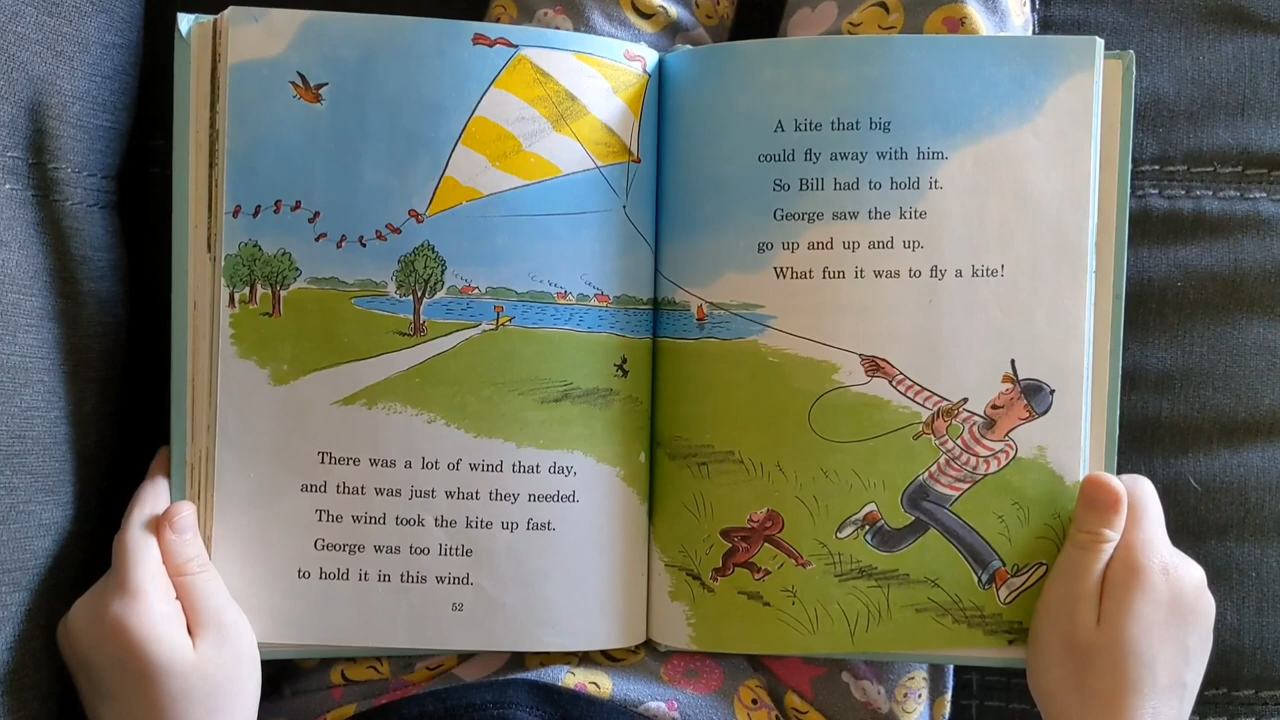 There was a lot of wind that day,
and that was just what they needed.
The wind took the kite up fast.
George was too little
to hold it in this wind.
52
A kite that big
could fly away with him.
So Bill had to hold it.
George saw the kite
go up and up and up.
What fun it was to fly a kite!